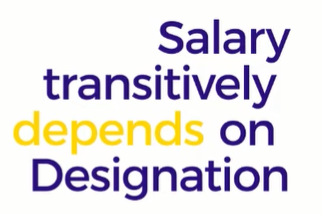 Salary
transitively
depends on
Designation